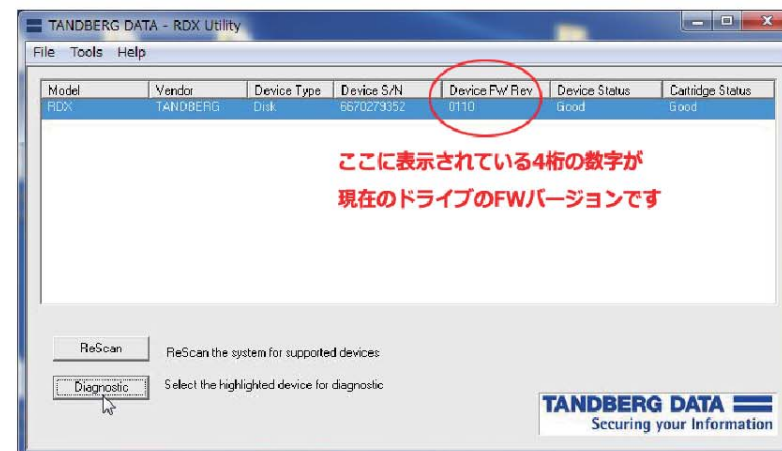 TANDBERG DATA - RDX Utility
File Tools Help
Model Vendor Device Type Device S/N Device FW Rev Device Status Cartridge Status
RDX TANDBERG Disk 6670279352 0110 Good Good
ここに表示されている4桁の数字が
現在のドライブのFWバージョンです
ReScan ReScan the system for supported devices
Diagnostic Select the highlighted device for diagnostic
TANDBERG DATA
Securing your Information